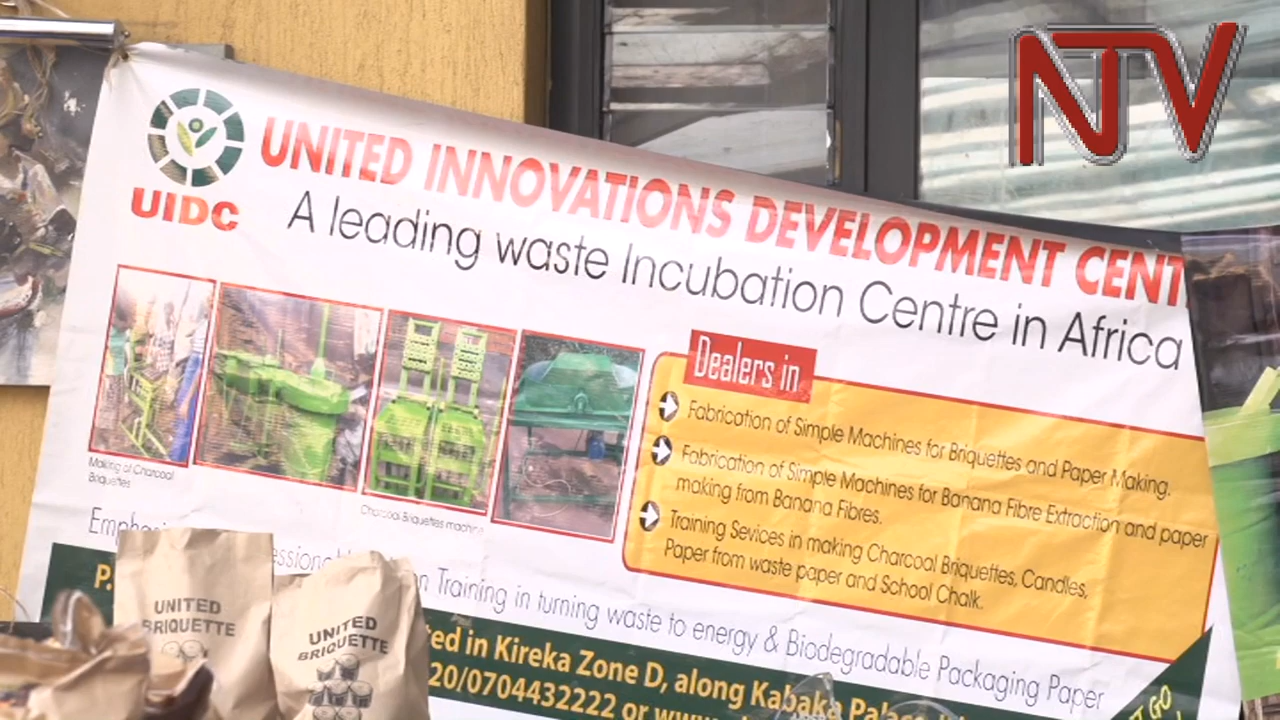 NTV
UNITED INNOVATIONS DEVELOPMENT CENT
UIDC
A leading waste Incubation Centre in Africa
Dealers in
Fabrication of Simple Machines for Briquettes and Paper Making.
Fabrication of Simple Machines for Banana Fibre Extraction and paper
making from Banana Fibres.
Training Sevices in making Charcoal Briquettes, Candles,
Paper from waste paper and School Chalk.
Making of Charcoal
Briquettes
Charcoal Briquettes machine
Training in turning waste to energy & Biodegradable Packaging Paper
P.
ted in Kireka Zone D, along Kabaka
20/0704432222 or
GO
UNITED
BRIQUETTE
UNITED
BRIQUETTE